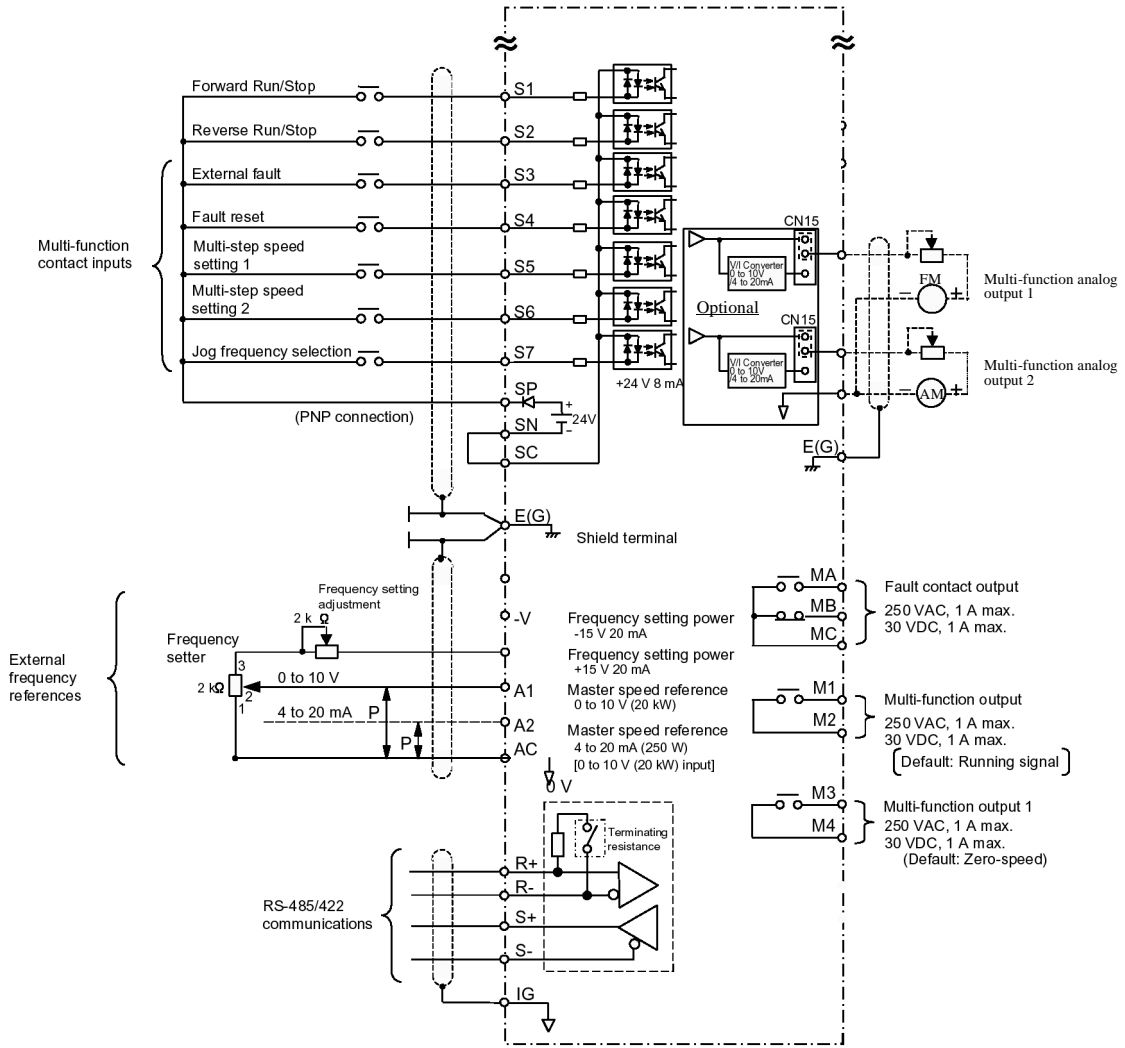 Forward Run/Stop
S1
Reverse Run/Stop
S2
External fault
S3
Fault reset
S4
Multi-function
contact inputs
Multi-step speed
setting 1
S5
Multi-step speed
setting 2
S6
Jog frequency selection
S7
+24 V 8 mA
SP
(PNP connection)
+
24V
−
SN
SC
CN15
V/I Converter
0 to 10V
/4 to 20mA
Optional
CN15
V/I Converter
0 to 10V
/4 to 20mA
FM
−
+
Multi-function analog
output 1
AM
−
+
Multi-function analog
output 2
E(G)
E(G)
Shield terminal
External
frequency
references
Frequency setting
adjustment
2 k Ω
Frequency
setter
3
2 kΩ
2
1
0 to 10 V
4 to 20 mA
P
P
-V
A1
A2
AC
Frequency setting power
-15 V 20 mA
Frequency setting power
+15 V 20 mA
Master speed reference
0 to 10 V (20 kW)
Master speed reference
4 to 20 mA (250 W)
[0 to 10 V (20 kW) input]
0 V
MA
MB
MC
Fault contact output
250 VAC, 1 A max.
30 VDC, 1 A max.
M1
M2
Multi-function output
250 VAC, 1 A max.
30 VDC, 1 A max.
[Default: Running signal]
M3
M4
Multi-function output 1
250 VAC, 1 A max.
30 VDC, 1 A max.
(Default: Zero-speed)
Terminating
resistance
RS-485/422
communications
R+
R-
S+
S-
IG